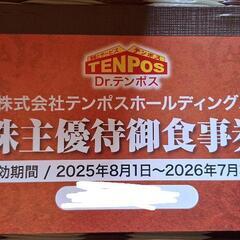 TENPOS
Dr.テンポス
株式会社テンポスホールディング
株主優待御食事券
効期間 / 2025年8月1日～2026年7月3